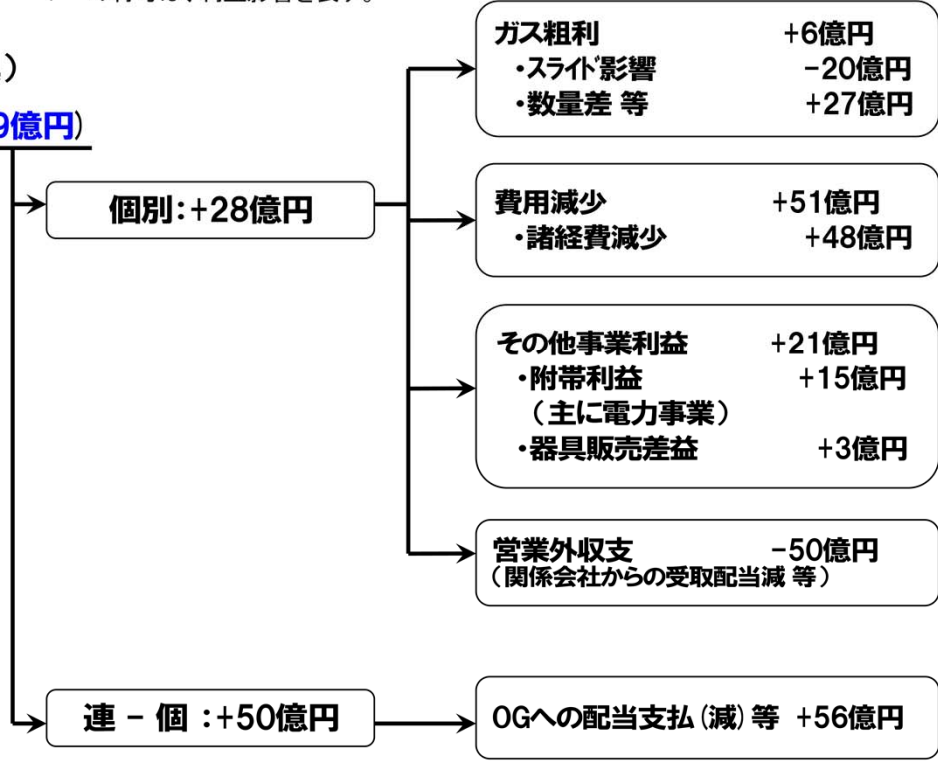 ガス粗利 +6億円
・スライド影響 -20億円
・数量差 等 +27億円
)
9億円)
個別:+28億円
費用減少 +51億円
・諸経費減少 +48億円
その他事業利益 +21億円
・附帯利益 +15億円
(主に電力事業)
・器具販売差益 +3億円
営業外収支 -50億円
(関係会社からの受取配当減 等)
連 - 個 :+50億円
OGへの配当支払(減)等 +56億円